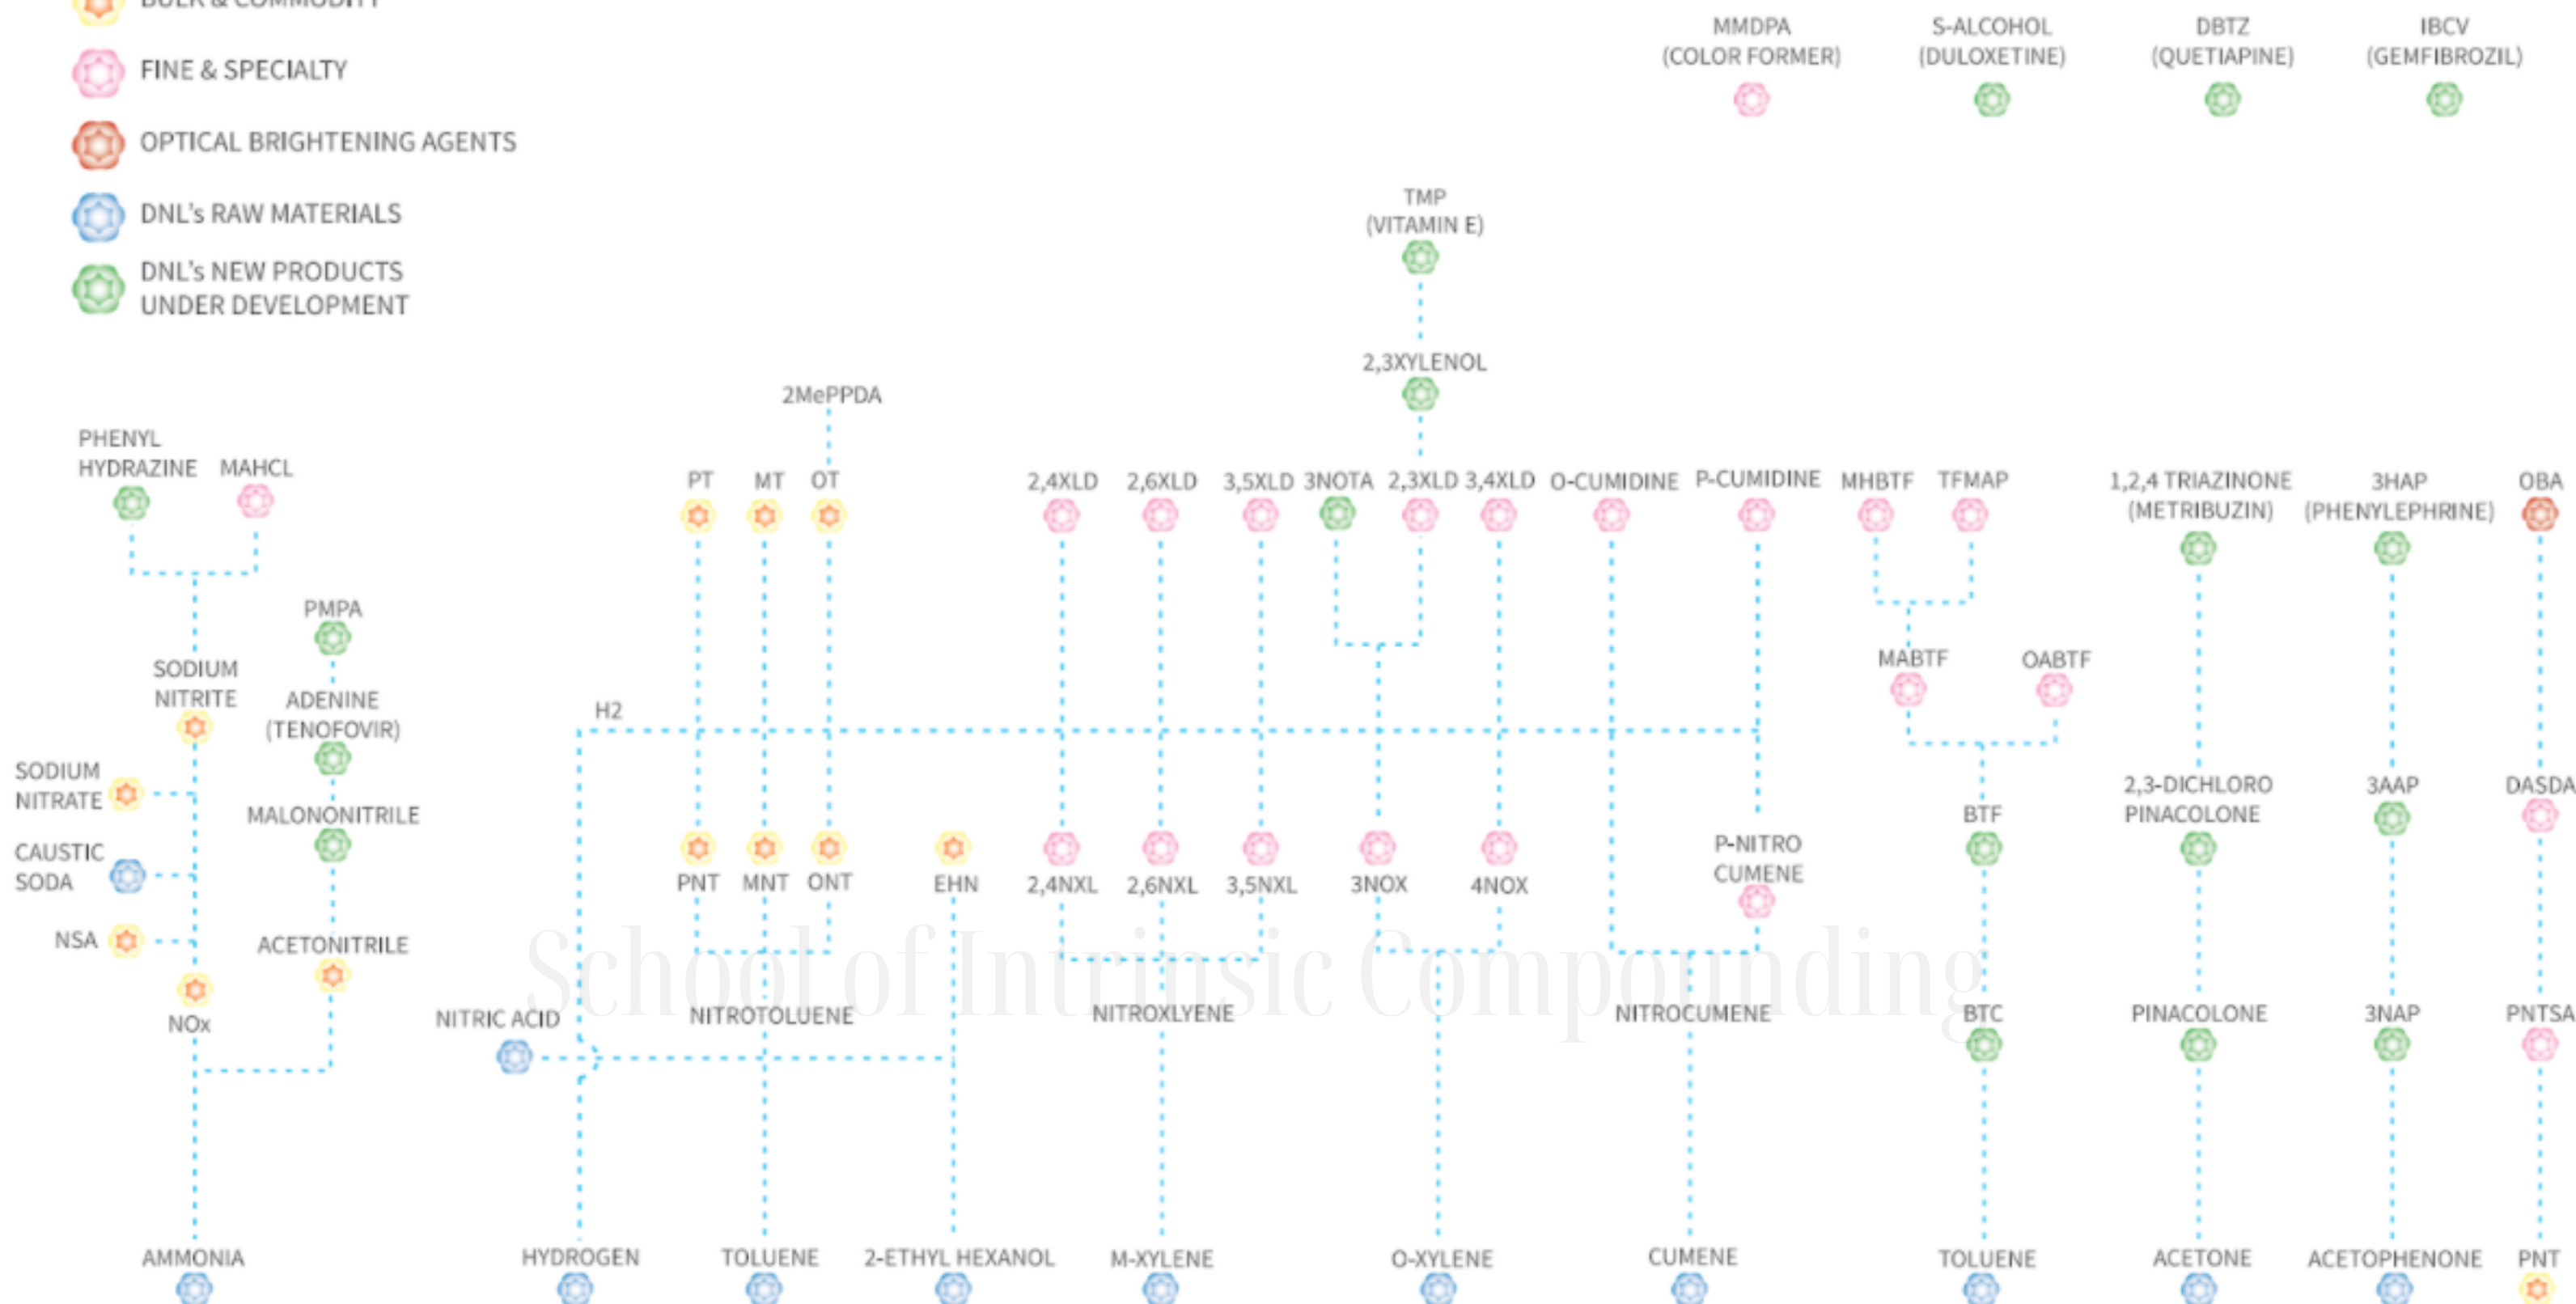 BULK & COMMODITY
FINE & SPECIALTY
OPTICAL BRIGHTENING AGENTS
DNL's RAW MATERIALS
DNL's NEW PRODUCTS
UNDER DEVELOPMENT
MMDPA
(COLOR FORMER)
S-ALCOHOL
(DULOXETINE)
DBTZ
(QUETIAPINE)
IBCV
(GEMFIBROZIL)
TMP
(VITAMIN E)
2,3XYLENOL
2MePPDA
PHENYL
HYDRAZINE
MAHCL
PT
MT
OT
2,4XLD
2,6XLD
3,5XLD
3NOTA
2,3XLD
3,4XLD
O-CUMIDINE
P-CUMIDINE
MHBTF
TFMAP
1,2,4 TRIAZINONE
(METRIBUZIN)
3HAP
(PHENYLEPHRINE)
OBA
PMPA
SODIUM
NITRITE
ADENINE
(TENOFOVIR)
MABTF
OABTF
H2
SODIUM
NITRATE
MALONONITRILE
2,3-DICHLORO
PINACOLONE
BTF
3AAP
DASDA
CAUSTIC
SODA
P-NITRO
CUMENE
PNT
MNT
ONT
EHN
2,4NXL
2,6NXL
3,5NXL
3NOX
4NOX
NSA
ACETONITRILE
School of Intrinsic Compounding
NOx
NITRIC ACID
NITROTOLUENE
NITROXLYENE
NITROCUMENE
BTC
PINACOLONE
3NAP
PNTSA
AMMONIA
HYDROGEN
TOLUENE
2-ETHYL HEXANOL
M-XYLENE
O-XYLENE
CUMENE
TOLUENE
ACETONE
ACETOPHENONE
PNT